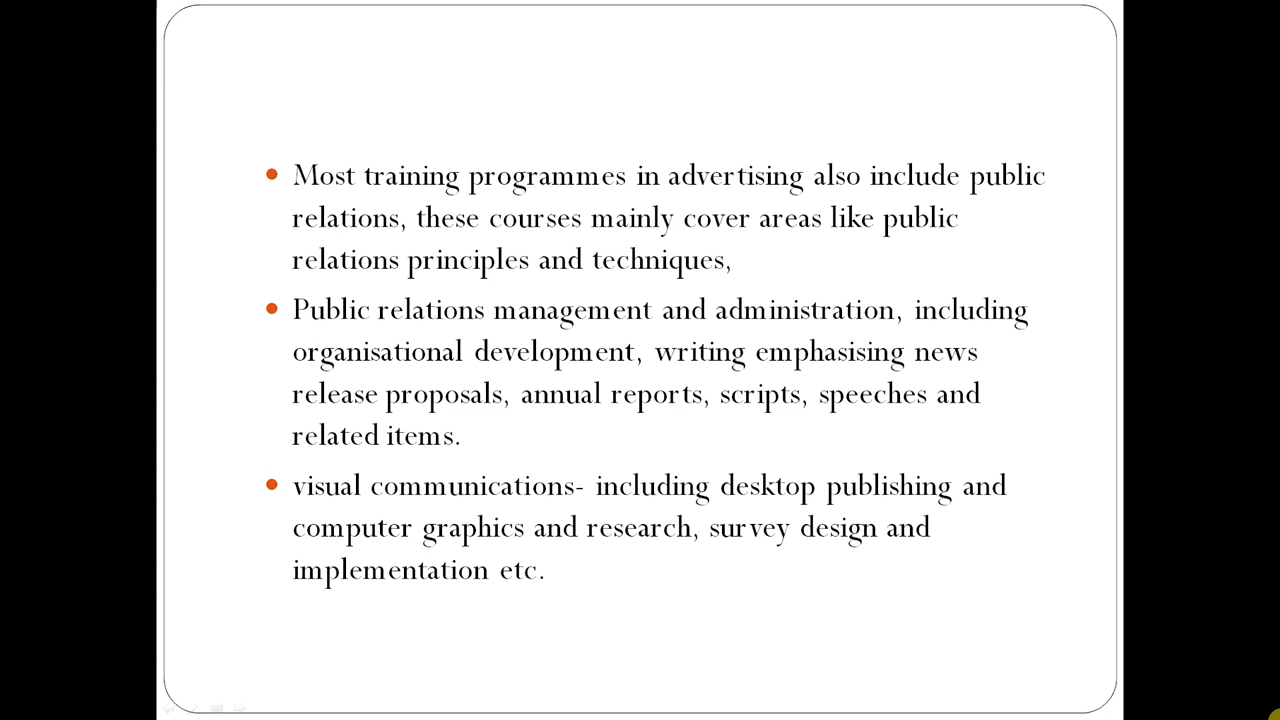 Most training programmes in advertising also include public
relations, these courses mainly cover areas like public
relations principles and techniques,
Public relations management and administration, including
organisational development, writing emphasising news
release proposals, annual reports, scripts, speeches and
related items.
visual communications- including desktop publishing and
computer graphics and research, survey design and
implementation etc.